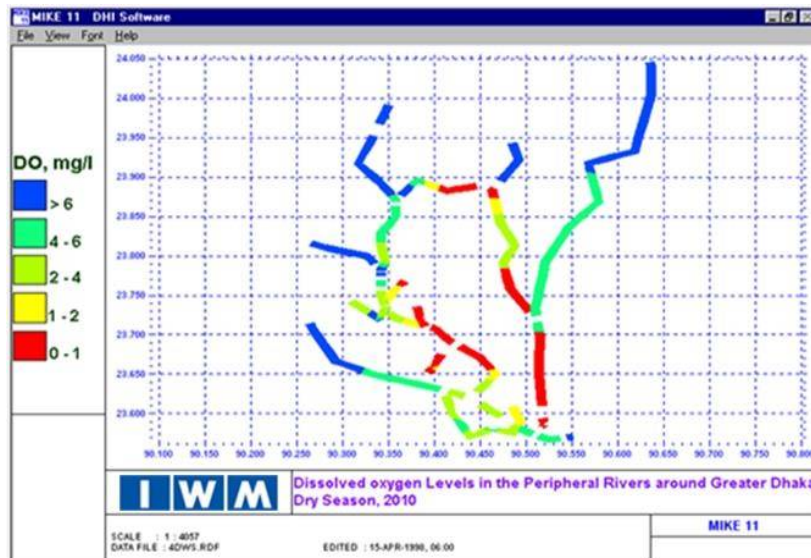 MIKE 11 DHI Software
File View Font Help
DO, mg/l
> 6
4 - 6
2 - 4
1 - 2
0 - 1
24.050
24.000
23.950
23.900
23.850
23.800
23.750
23.700
23.650
23.600
90.100 90.150 90.200 90.250 90.300 90.350 90.400 90.450 90.500 90.550 90.600 90.650 90.700 90.750 90.800
IWM
Dissolved oxygen Levels in the Peripheral Rivers around Greater Dhaka
Dry Season, 2010
SCALE : 1 : 4057
DATA FILE : 4DWS.RDF
EDITED : 15-APR-1998, 06:00
MIKE 11